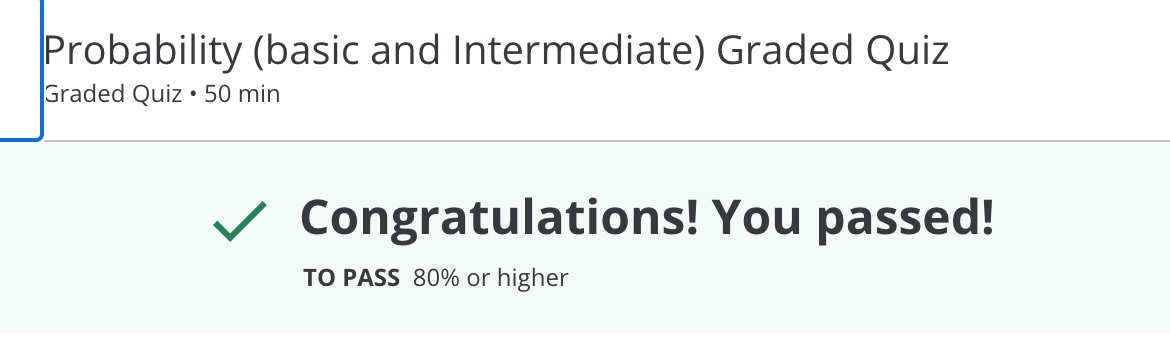 Probability (basic and Intermediate) Graded Quiz
Graded Quiz • 50 min
Congratulations! You passed!
TO PASS 80% or higher